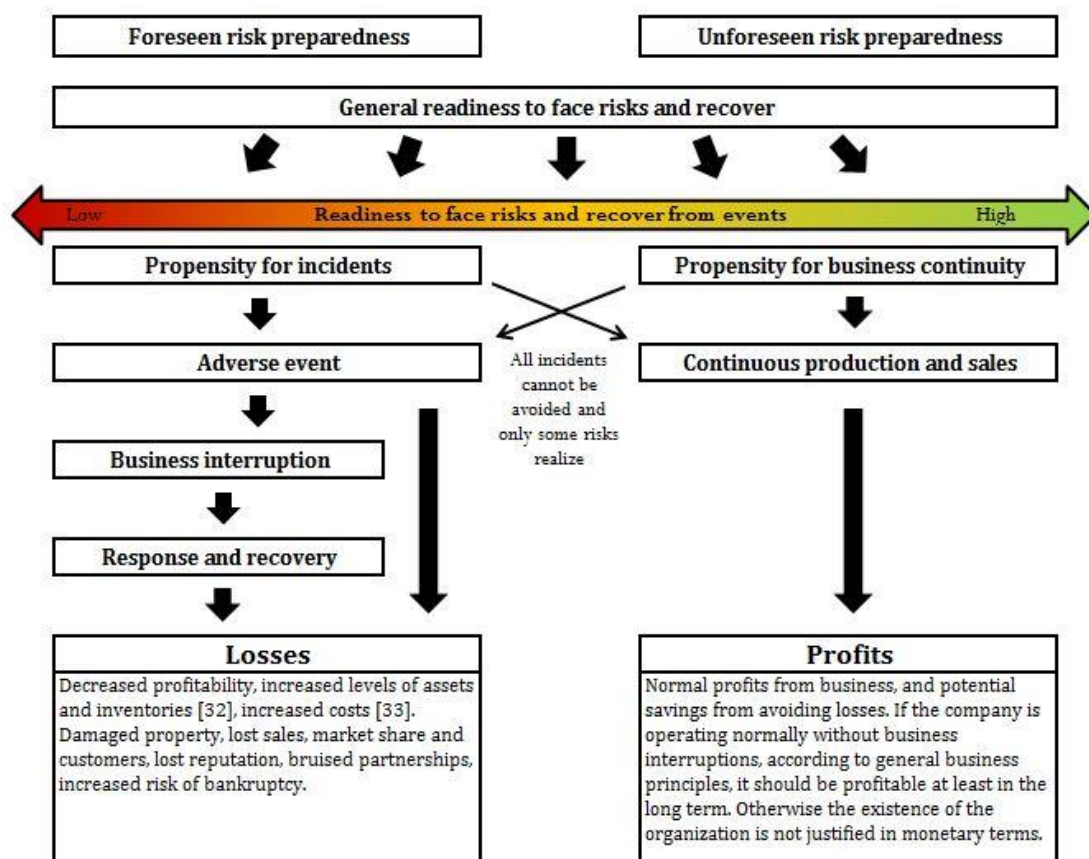 Foreseen risk preparedness
Unforeseen risk preparedness
General readiness to face risks and recover
Low
Readiness to face risks and recover from events
High
Propensity for incidents
Propensity for business continuity
Adverse event
All incidents
cannot be
avoided and
only some risks
realize
Continuous production and sales
Business interruption
Response and recovery
Losses
Decreased profitability, increased levels of assets
and inventories [32], increased costs [33].
Damaged property, lost sales, market share and
customers, lost reputation, bruised partnerships,
increased risk of bankruptcy.
Profits
Normal profits from business, and potential
savings from avoiding losses. If the company is
operating normally without business
interruptions, according to general business
principles, it should be profitable at least in the
long term. Otherwise the existence of the
organization is not justified in monetary terms.